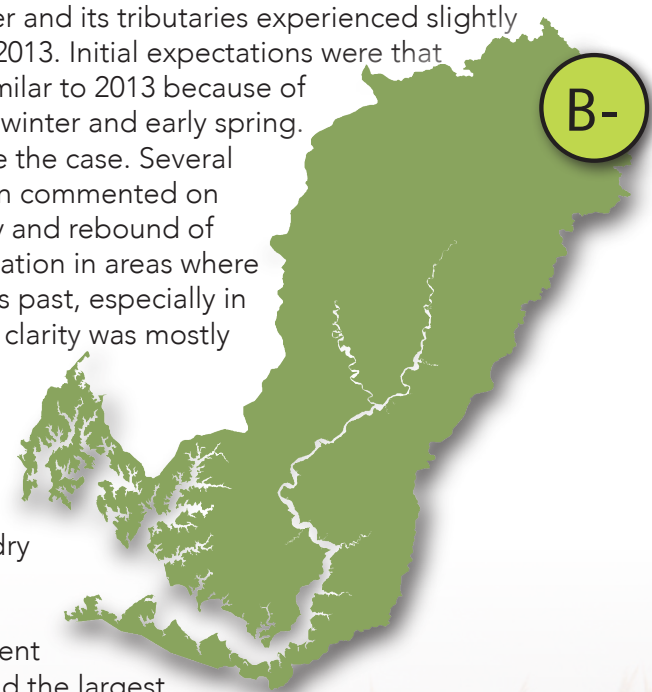 er and its tributaries experienced slightly
2013. Initial expectations were that
milar to 2013 because of
winter and early spring.
e the case. Several
n commented on
y and rebound of
ation in areas where
s past, especially in
clarity was mostly
dry
ent
d the largest
B-